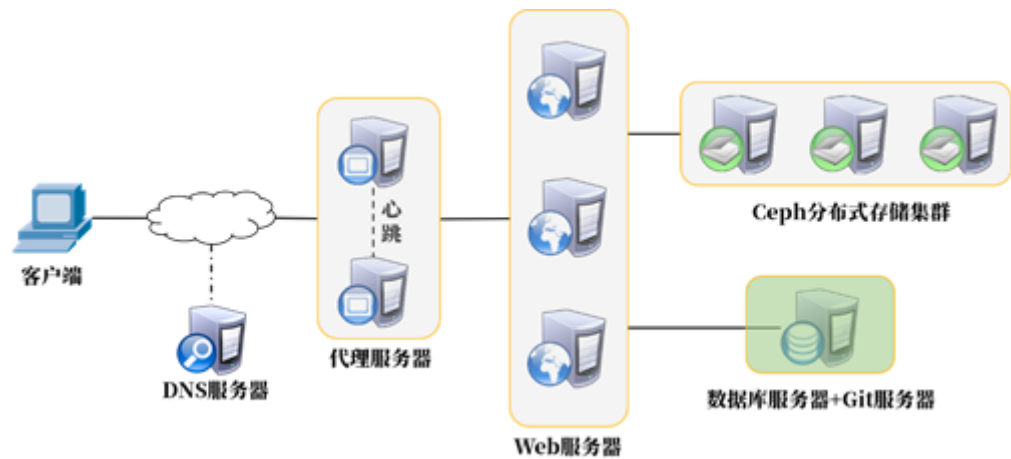 客户端
DNS服务器
心
跳
代理服务器
Web服务器
Ceph分布式存储集群
数据库服务器+Git服务器